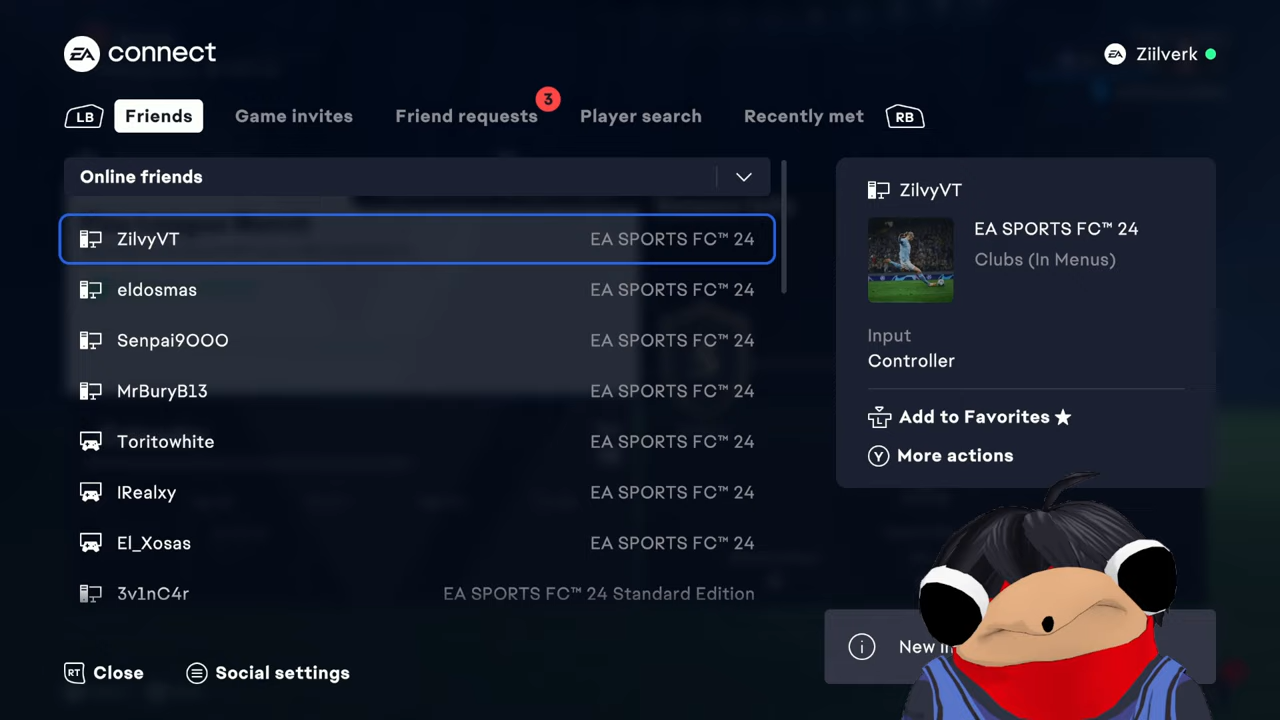 EA connect
EA Ziilverk
LB Friends Game invites Friend requests 3 Player search Recently met RB
Online friends
ZilvyVT EA SPORTS FC™ 24
eldosmas EA SPORTS FC™ 24
Senpai9000 EA SPORTS FC™ 24
MrBuryB13 EA SPORTS FC™ 24
Toritowhite EA SPORTS FC™ 24
IRealxy EA SPORTS FC™ 24
El_Xosas EA SPORTS FC™ 24
3v1nC4r EA SPORTS FC™ 24 Standard Edition
ZilvyVT
EA SPORTS FC™ 24
Clubs (In Menus)
Input
Controller
L Add to Favorites ★
Y More actions
New
RT Close Social settings